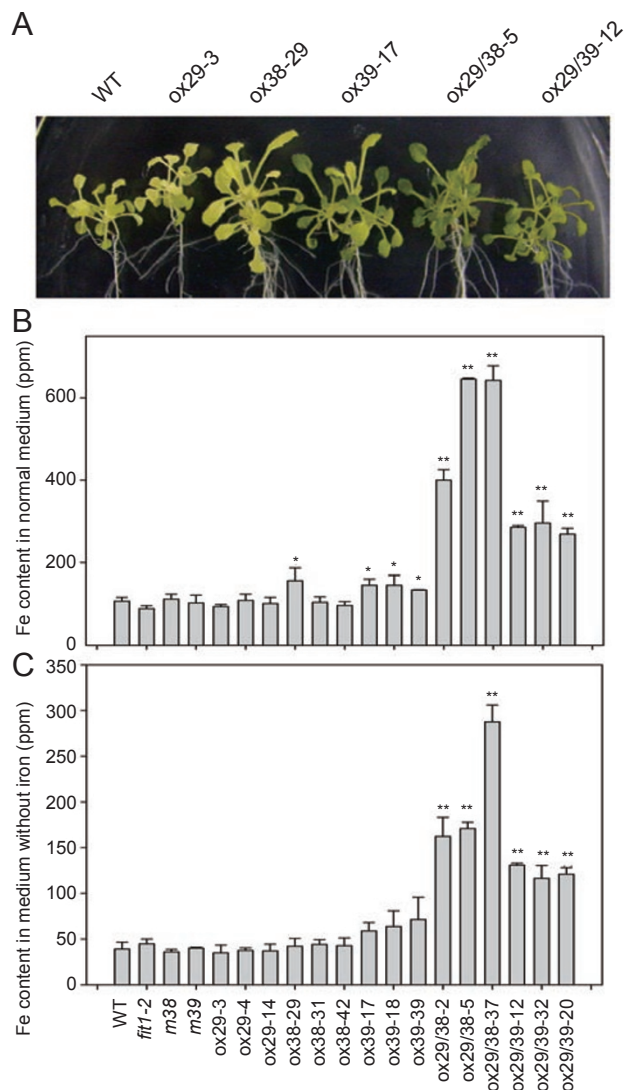 A
WT ox29-3 ox38-29 ox39-17 ox29/38-5 ox29/39-12
B
Fe content in normal medium (ppm)
600
400
200
0
** ** ** ** ** **
* * * *
C
Fe content in medium without iron (ppm)
350
300
250
200
150
100
50
0
** ** ** ** ** **
WT fit1-2 m38 m39 ox29-3 ox29-4 ox29-14 ox38-29 ox38-31 ox38-42 ox39-17 ox39-18 ox39-39 ox29/38-2 ox29/38-5 ox29/38-37 ox29/39-12 ox29/39-32 ox29/39-20